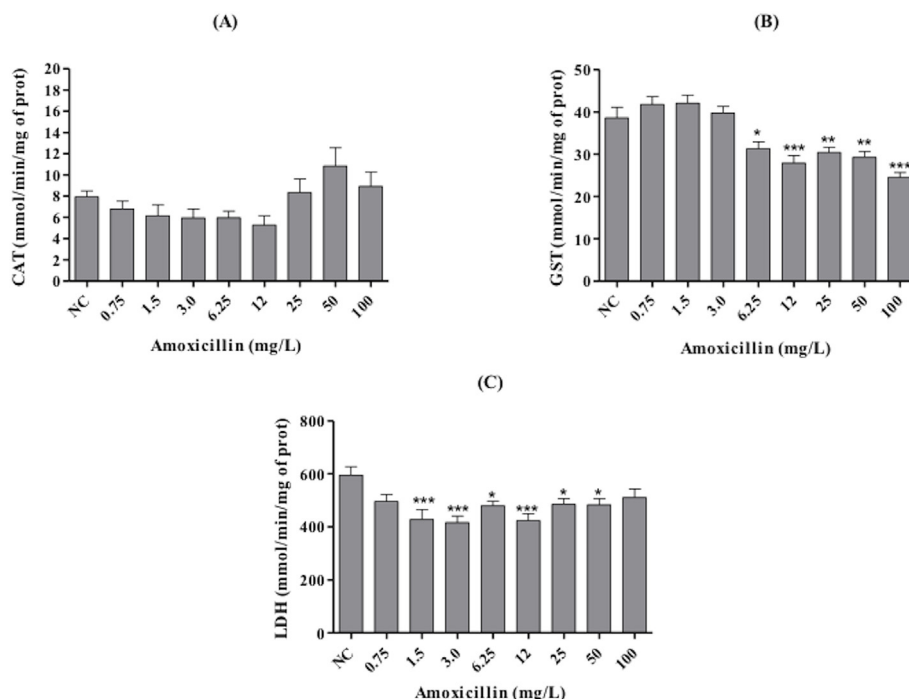 (A)
CAT (mmol/min/mg of prot)
20
18
16
14
12
10
8
6
4
2
0
NC 0.75 1.5 3.0 6.25 12 25 50 100
Amoxicillin (mg/L)
(B)
GST (mmol/min/mg of prot)
50
40
30
20
10
0
* *** ** ** ***
NC 0.75 1.5 3.0 6.25 12 25 50 100
Amoxicillin (mg/L)
(C)
LDH (mmol/min/mg of prot)
800
600
400
200
0
*** *** * *** * *
NC 0.75 1.5 3.0 6.25 12 25 50 100
Amoxicillin (mg/L)